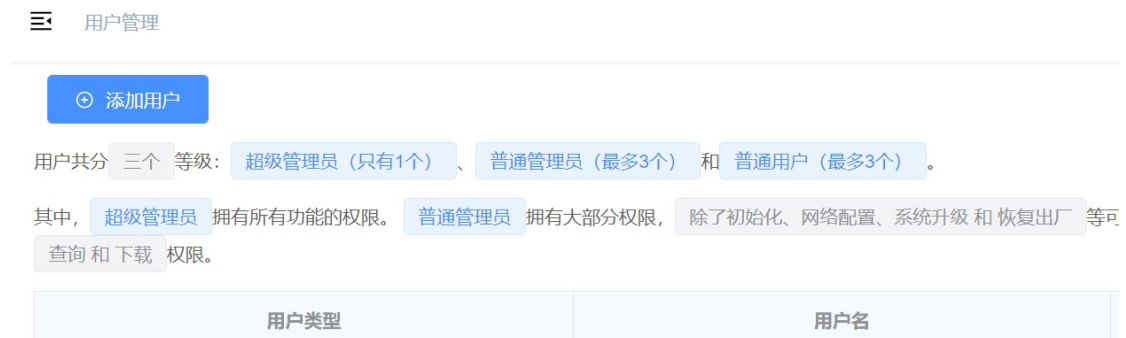 用户管理
添加用户
用户共分 三个 等级： 超级管理员（只有1个） 、 普通管理员（最多3个） 和 普通用户（最多3个） 。
其中， 超级管理员 拥有所有功能的权限。 普通管理员 拥有大部分权限， 除了初始化、网络配置、系统升级 和 恢复出厂 等可
查询 和 下载 权限。
用户类型 用户名